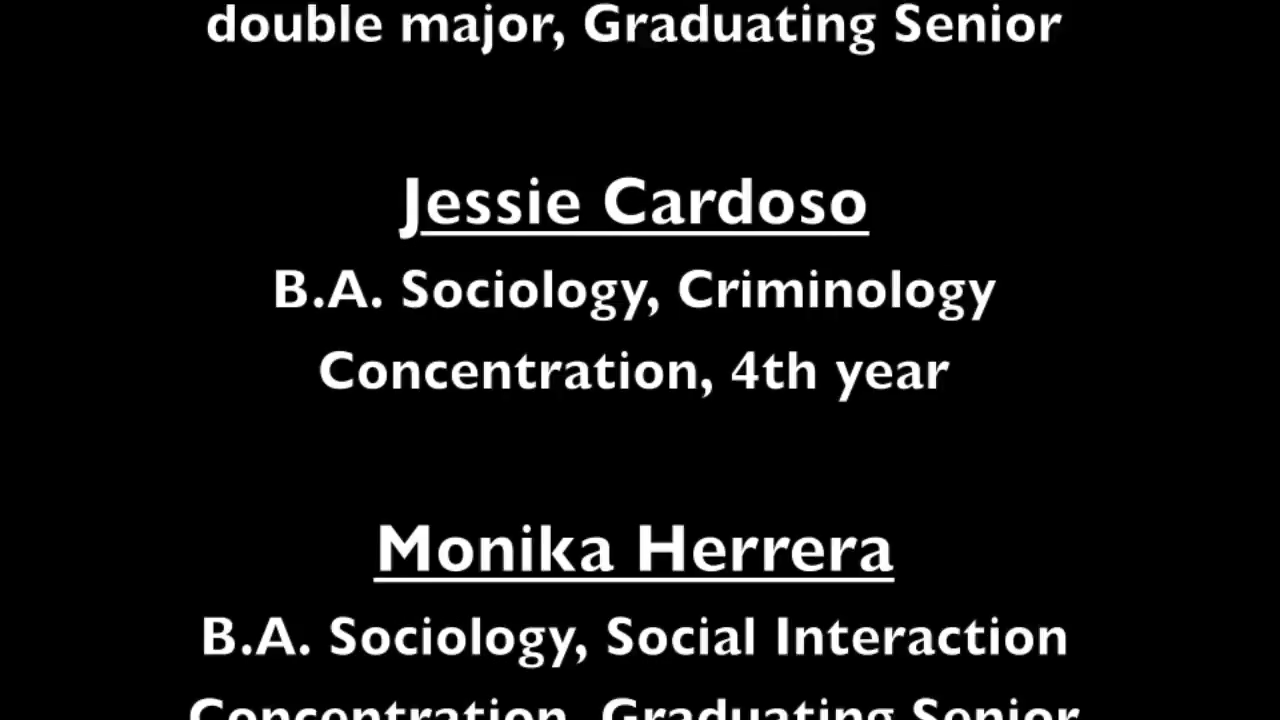 double major, Graduating Senior
Jessie Cardoso
B.A. Sociology, Criminology
Concentration, 4th year
Monika Herrera
B.A. Sociology, Social Interaction
Concentration, Graduating Senior